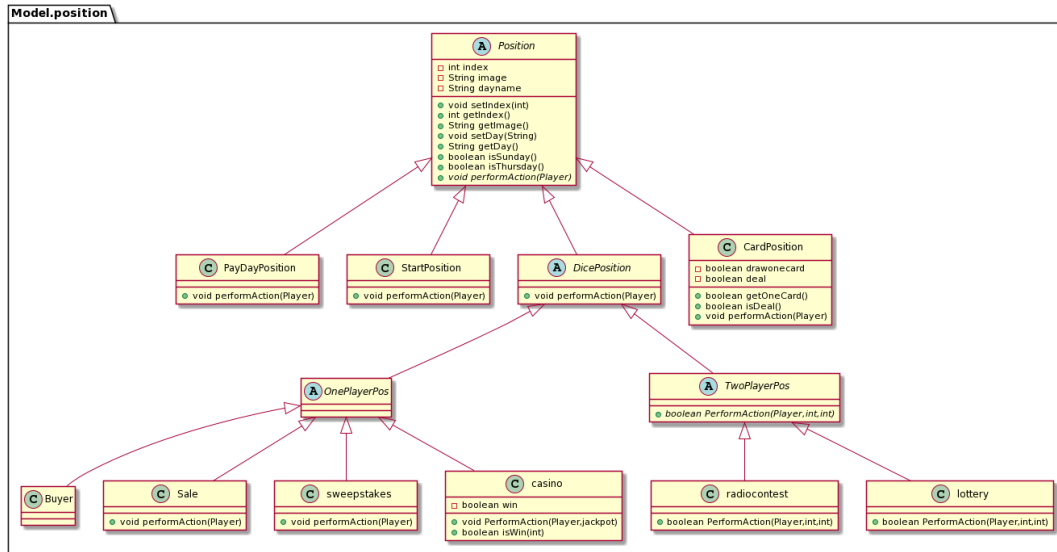 Model.position
A Position
int index
String image
String dayname
void setIndex(int)
int getIndex()
String getImage()
void setDay(String)
String getDay()
boolean isSunday()
boolean isThursday()
void performAction(Player)
C PayDayPosition
void performAction(Player)
C StartPosition
void performAction(Player)
A DicePosition
void performAction(Player)
C CardPosition
boolean drawonecard
boolean deal
boolean getOneCard()
boolean isDeal()
void performAction(Player)
A OnePlayerPos
A TwoPlayerPos
boolean PerformAction(Player,int,int)
C Buyer
C Sale
void performAction(Player)
C sweepstakes
void performAction(Player)
C casino
boolean win
void PerformAction(Player,jackpot)
boolean isWin(int)
C radiocontest
boolean PerformAction(Player,int,int)
C lottery
boolean PerformAction(Player,int,int)